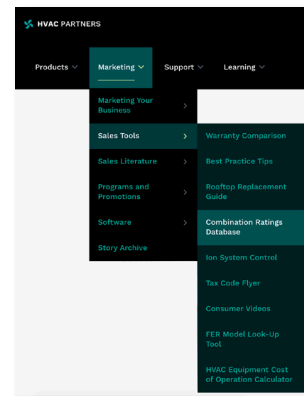 HVAC PARTNERS
Products Marketing Support Learning
Marketing Your
Business
Sales Tools
Sales Literature
Programs and
Promotions
Software
Story Archive
Warranty Comparison
Best Practice Tips
Rooftop Replacement
Guide
Combination Ratings
Database
Ion System Control
Tax Code Flyer
Consumer Videos
FER Model Look-Up
Tool
HVAC Equipment Cost
of Operation Calculator